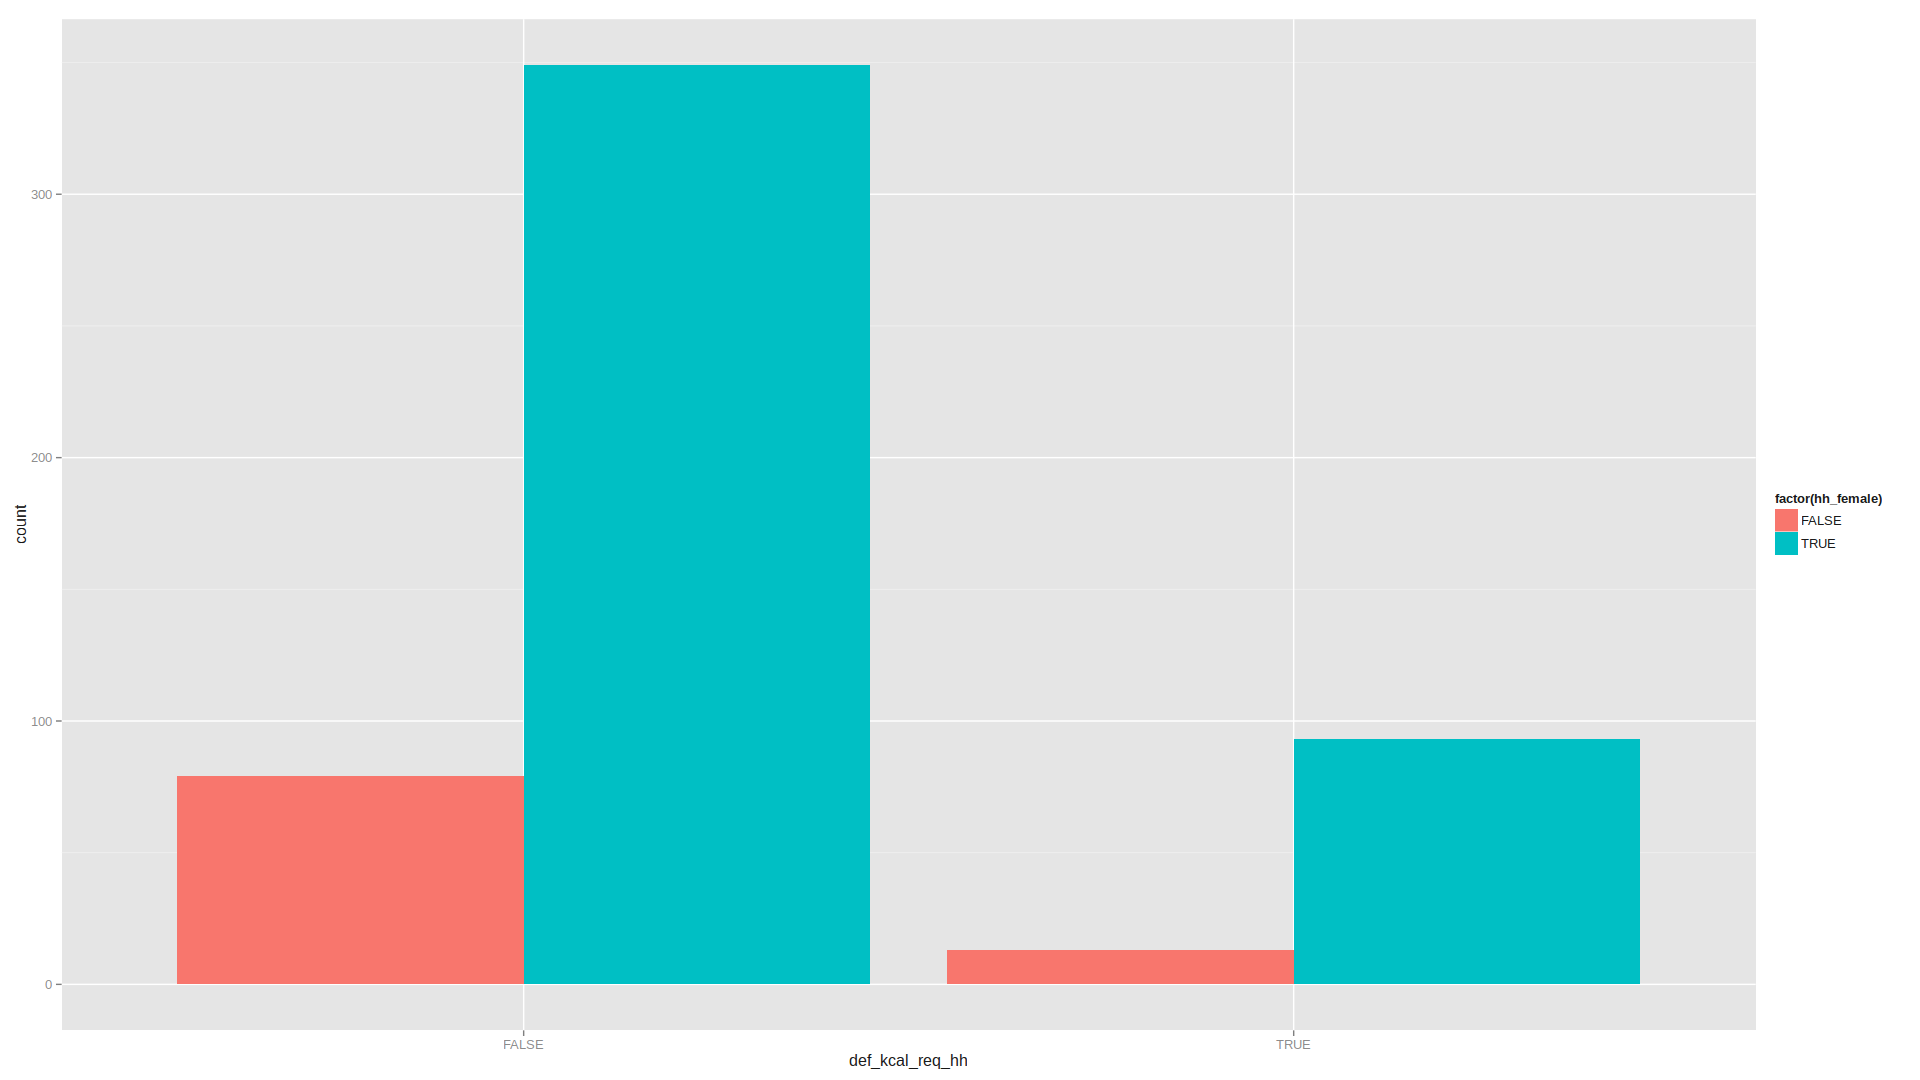 count
300
200
100
0
FALSE
TRUE
def_kcal_req_hh
factor(hh_female)
FALSE
TRUE